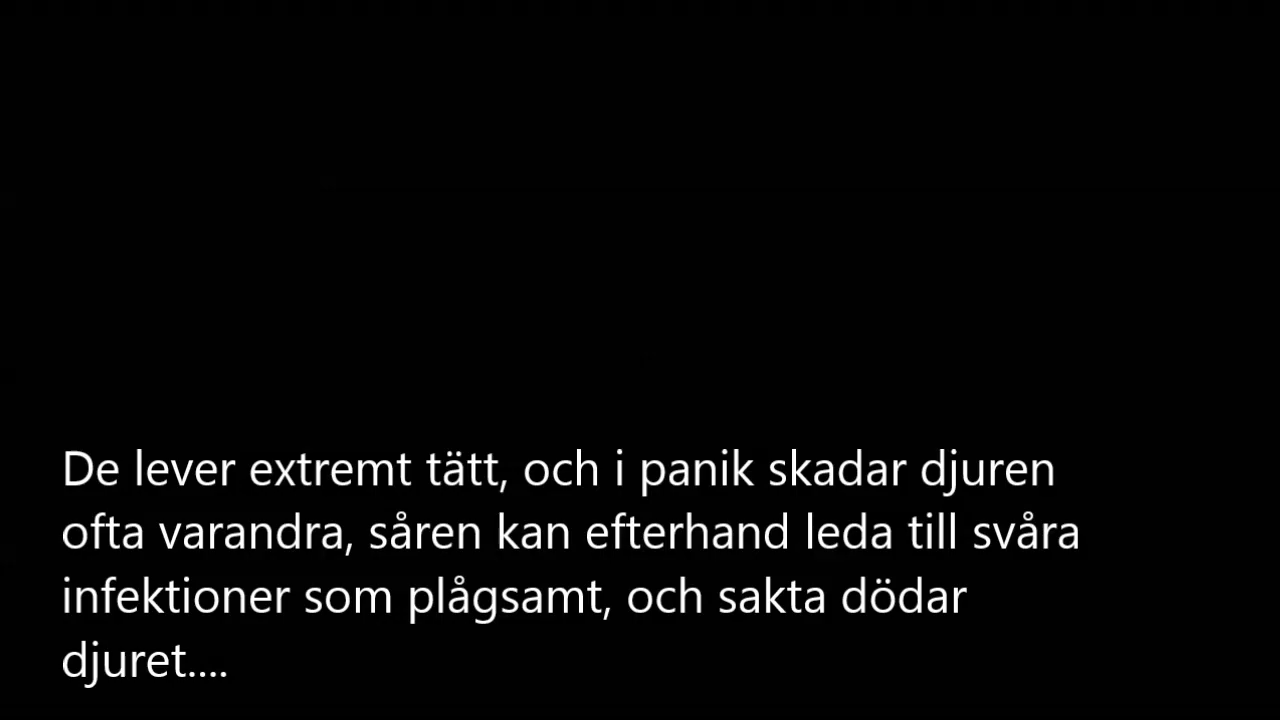 De lever extremt tätt, och i panik skadar djuren
ofta varandra, såren kan efterhand leda till svåra
infektioner som plågsamt, och sakta dödar
djuret....